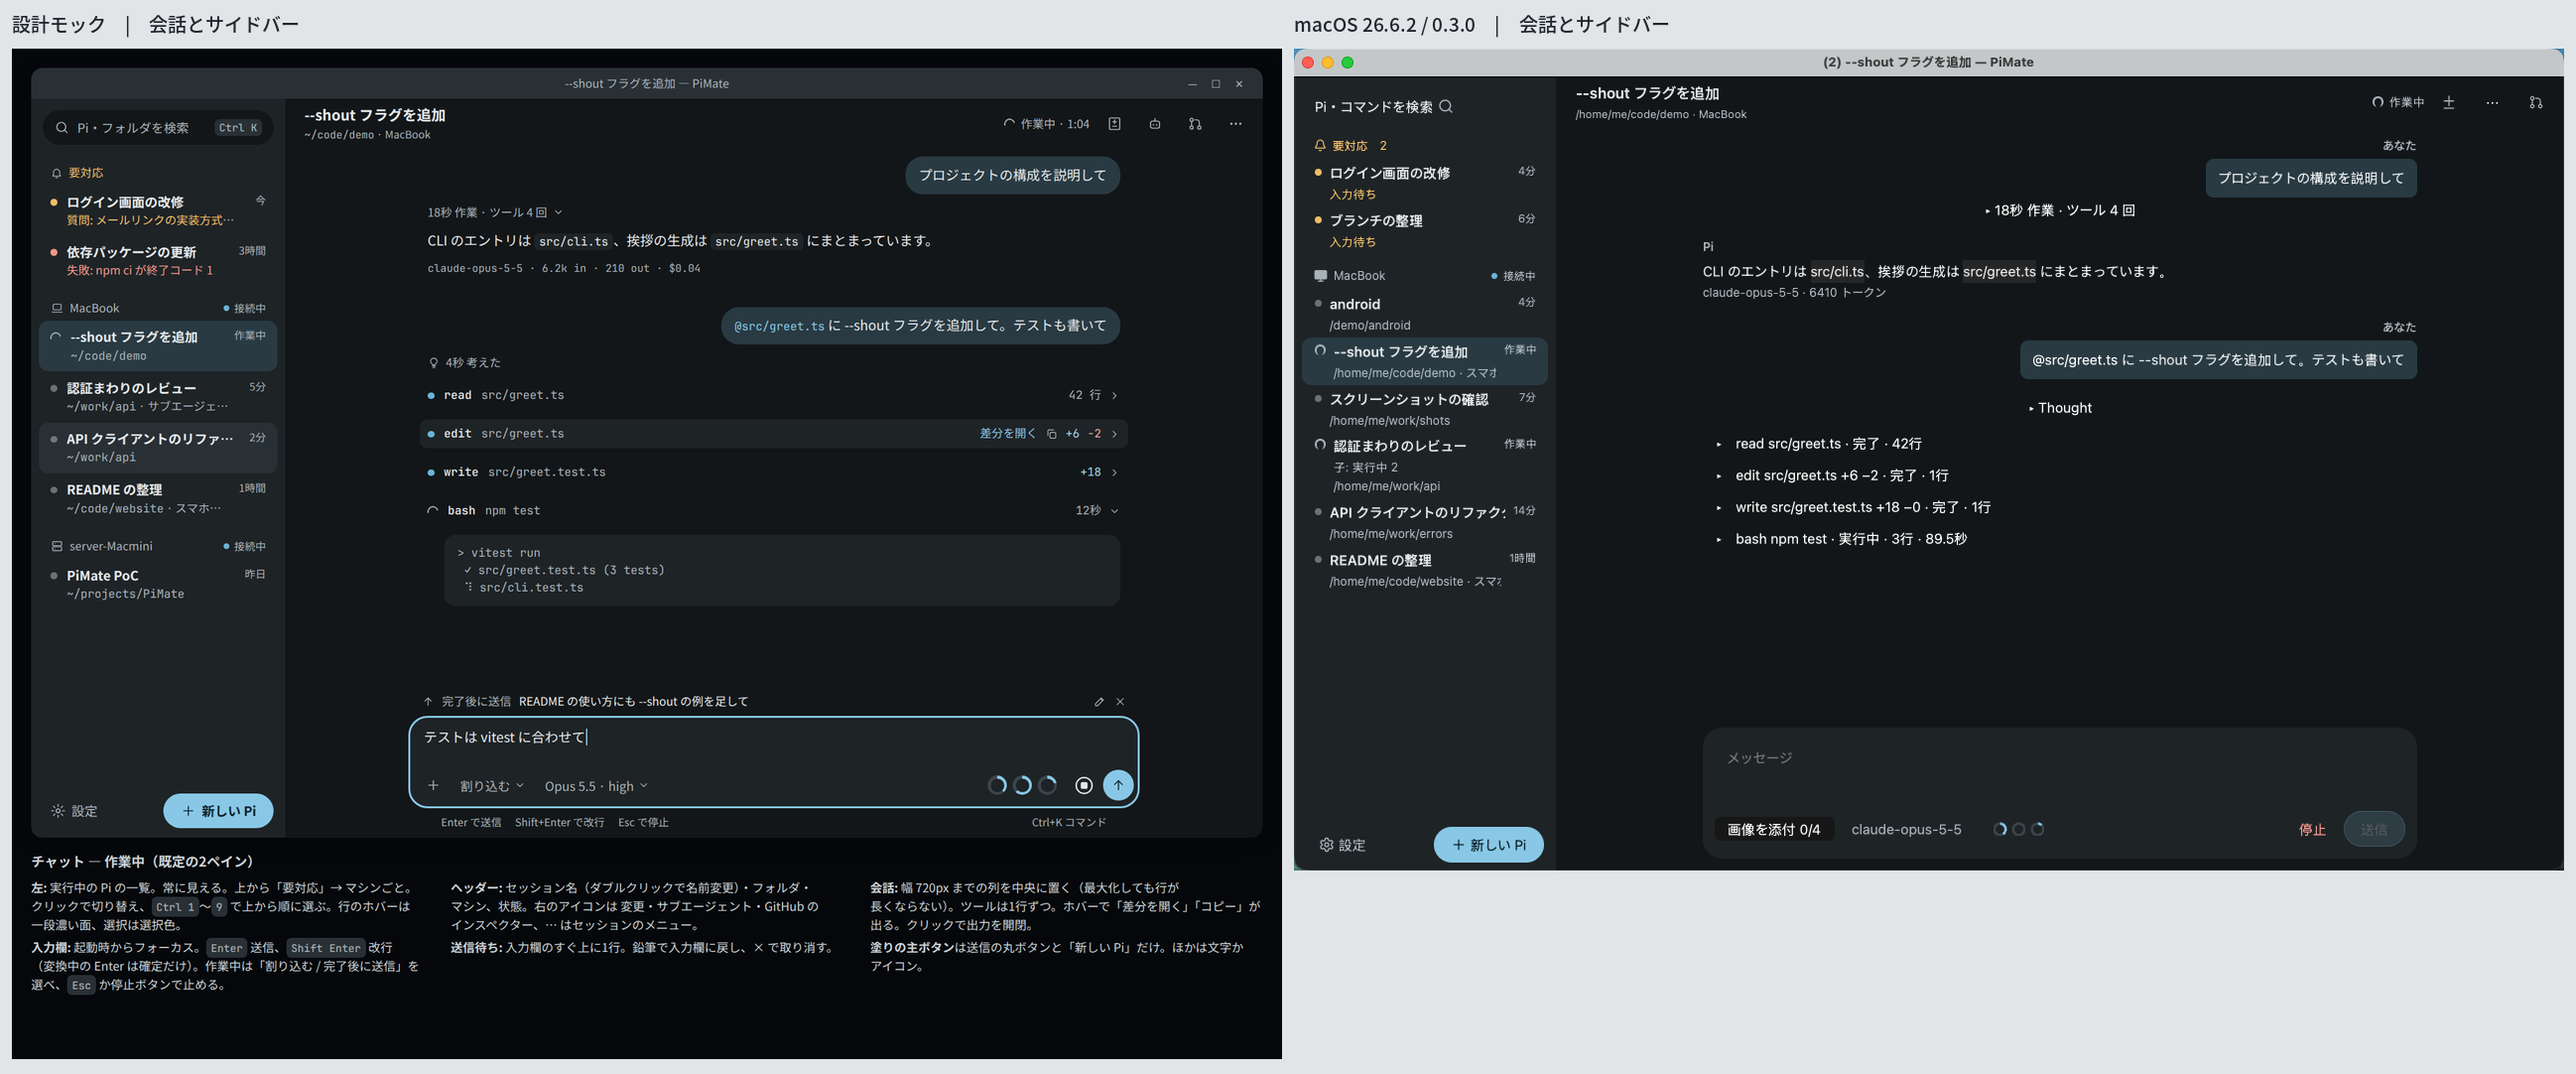 設計モック | 会話とサイドバー
--shout フラグを追加 — PiMate
Pi・フォルダを検索 Ctrl K
要対応
ログイン画面の改修 今
質問: メールリンクの実装方式…
依存パッケージの更新 3時間
失敗: npm ci が終了コード 1
MacBook 接続中
--shout フラグを追加 作業中
~/code/demo
認証まわりのレビュー 5分
~/work/api · サブエージェ…
API クライアントのリファ… 2分
~/work/api
README の整理 1時間
~/code/website · スマホ…
server-Macmini 接続中
PiMate PoC 昨日
~/projects/PiMate
設定
+ 新しい Pi
--shout フラグを追加
~/code/demo · MacBook
作業中 · 1:04
プロジェクトの構成を説明して
18秒 作業 · ツール 4 回
CLI のエントリは src/cli.ts、挨拶の生成は src/greet.ts にまとまっています。
claude-opus-5-5 · 6.2k in · 210 out · $0.04
@src/greet.ts に --shout フラグを追加して。テストも書いて
4秒 考えた
read src/greet.ts 42 行
edit src/greet.ts 差分を開く +6 -2
write src/greet.test.ts +18
bash npm test 12秒
> vitest run
✓ src/greet.test.ts (3 tests)
src/cli.test.ts
↑ 完了後に送信 README の使い方にも --shout の例を足して
テストは vitest に合わせて
+ 割り込む Opus 5.5 · high
Enter で送信 Shift+Enter で改行 Esc で停止 Ctrl+K コマンド
チャット — 作業中（既定の2ペイン）
左: 実行中の Pi の一覧。常に見える。上から「要対応」→ マシンごと。
クリックで切り替え、Ctrl 1〜9 で上から順に選ぶ。行のホバーは
一段濃い面、選択は選択色。
入力欄: 起動時からフォーカス。Enter 送信、Shift Enter 改行
（変換中の Enter は確定だけ）。作業中は「割り込む / 完了後に送信」を
選べ、Esc か停止ボタンで止める。
ヘッダー: セッション名（ダブルクリックで名前変更）・フォルダ・
マシン、状態。右のアイコンは 変更・サブエージェント・GitHub の
インスペクター、… はセッションのメニュー。
送信待ち: 入力欄のすぐ上に1行。鉛筆で入力欄に戻し、× で取り消す。
会話: 幅 720px までの列を中央に置く（最大化しても行が
長くならない）。ツールは1行ずつ。ホバーで「差分を開く」「コピー」が
出る。クリックで出力を開閉。
塗りの主ボタンは送信の丸ボタンと「新しい Pi」だけ。ほかは文字か
アイコン。
macOS 26.6.2 / 0.3.0 | 会話とサイドバー
(2) --shout フラグを追加 — PiMate
Pi・コマンドを検索
要対応 2
ログイン画面の改修 4分
入力待ち
ブランチの整理 6分
入力待ち
MacBook 接続中
android 4分
/demo/android
--shout フラグを追加 作業中
/home/me/code/demo · スマホ
スクリーンショットの確認 7分
/home/me/work/shots
認証まわりのレビュー 作業中
子: 実行中 2
/home/me/work/api
API クライアントのリファク 14分
/home/me/work/errors
README の整理 1時間
/home/me/code/website · スマホ
設定
+ 新しい Pi
--shout フラグを追加
/home/me/code/demo · MacBook
作業中
あなた
プロジェクトの構成を説明して
▸ 18秒 作業 · ツール 4 回
Pi
CLI のエントリは src/cli.ts、挨拶の生成は src/greet.ts にまとまっています。
claude-opus-5-5 · 6410 トークン
あなた
@src/greet.ts に --shout フラグを追加して。テストも書いて
▸ Thought
▸ read src/greet.ts · 完了 · 42行
▸ edit src/greet.ts +6 −2 · 完了 · 1行
▸ write src/greet.test.ts +18 −0 · 完了 · 1行
▸ bash npm test · 実行中 · 3行 · 89.5秒
メッセージ
画像を添付 0/4 claude-opus-5-5 停止 送信